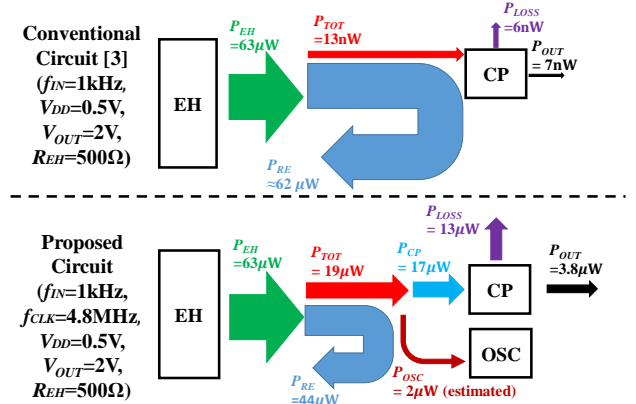 Conventional
Circuit [3]
(fIN=1kHz,
VDD=0.5V,
VOUT=2V,
REH=500Ω)
EH
PEH
=63μW
PTOT
=13nW
PLOSS
=6nW
CP
POUT
= 7nW
PRE
≈62 μW
Proposed
Circuit
(fIN=1kHz,
fCLK=4.8MHz,
VDD=0.5V,
VOUT=2V,
REH=500Ω)
EH
PEH
=63μW
PTOT
= 19μW
PCP
= 17μW
PLOSS
= 13μW
CP
POUT
=3.8μW
OSC
PRE
=44μW
POSC
= 2μW (estimated)